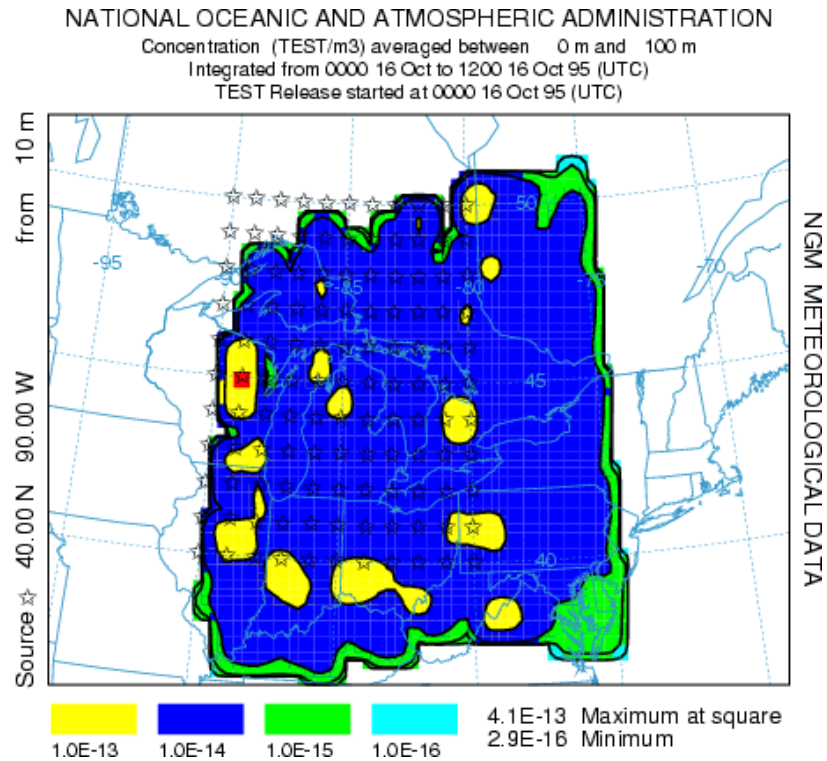 NATIONAL OCEANIC AND ATMOSPHERIC ADMINISTRATION
Concentration (TEST/m3) averaged between 0 m and 100 m
Integrated from 0000 16 Oct to 1200 16 Oct 95 (UTC)
TEST Release started at 0000 16 Oct 95 (UTC)
Source ☆ 40.00 N 90.00 W from 10 m
NGM METEOROLOGICAL DATA
50
-95
-90
-85
-80
-75
-70
45
40
1.0E-13
1.0E-14
1.0E-15
1.0E-16
4.1E-13 Maximum at square
2.9E-16 Minimum